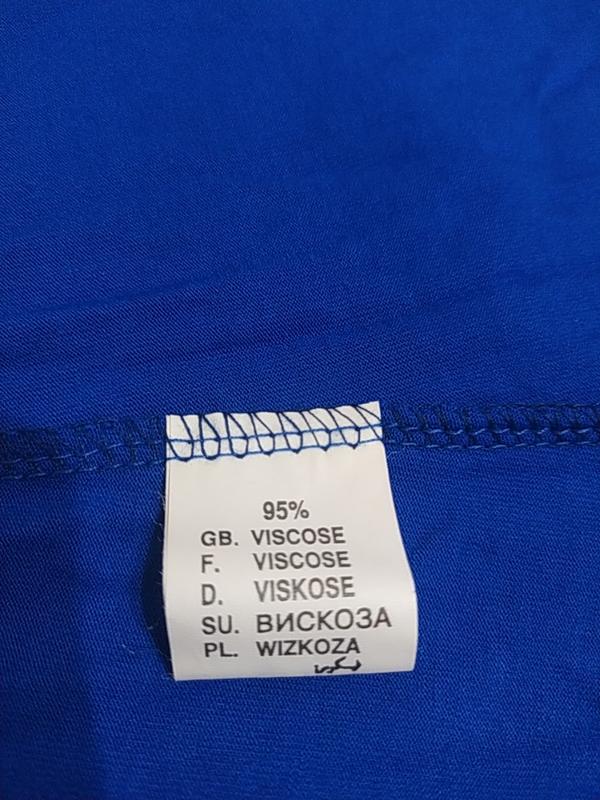 95%
GB. VISCOSE
F. VISCOSE
D. VISKOSE
SU. ВИСКОЗА
PL. WIZKOZA